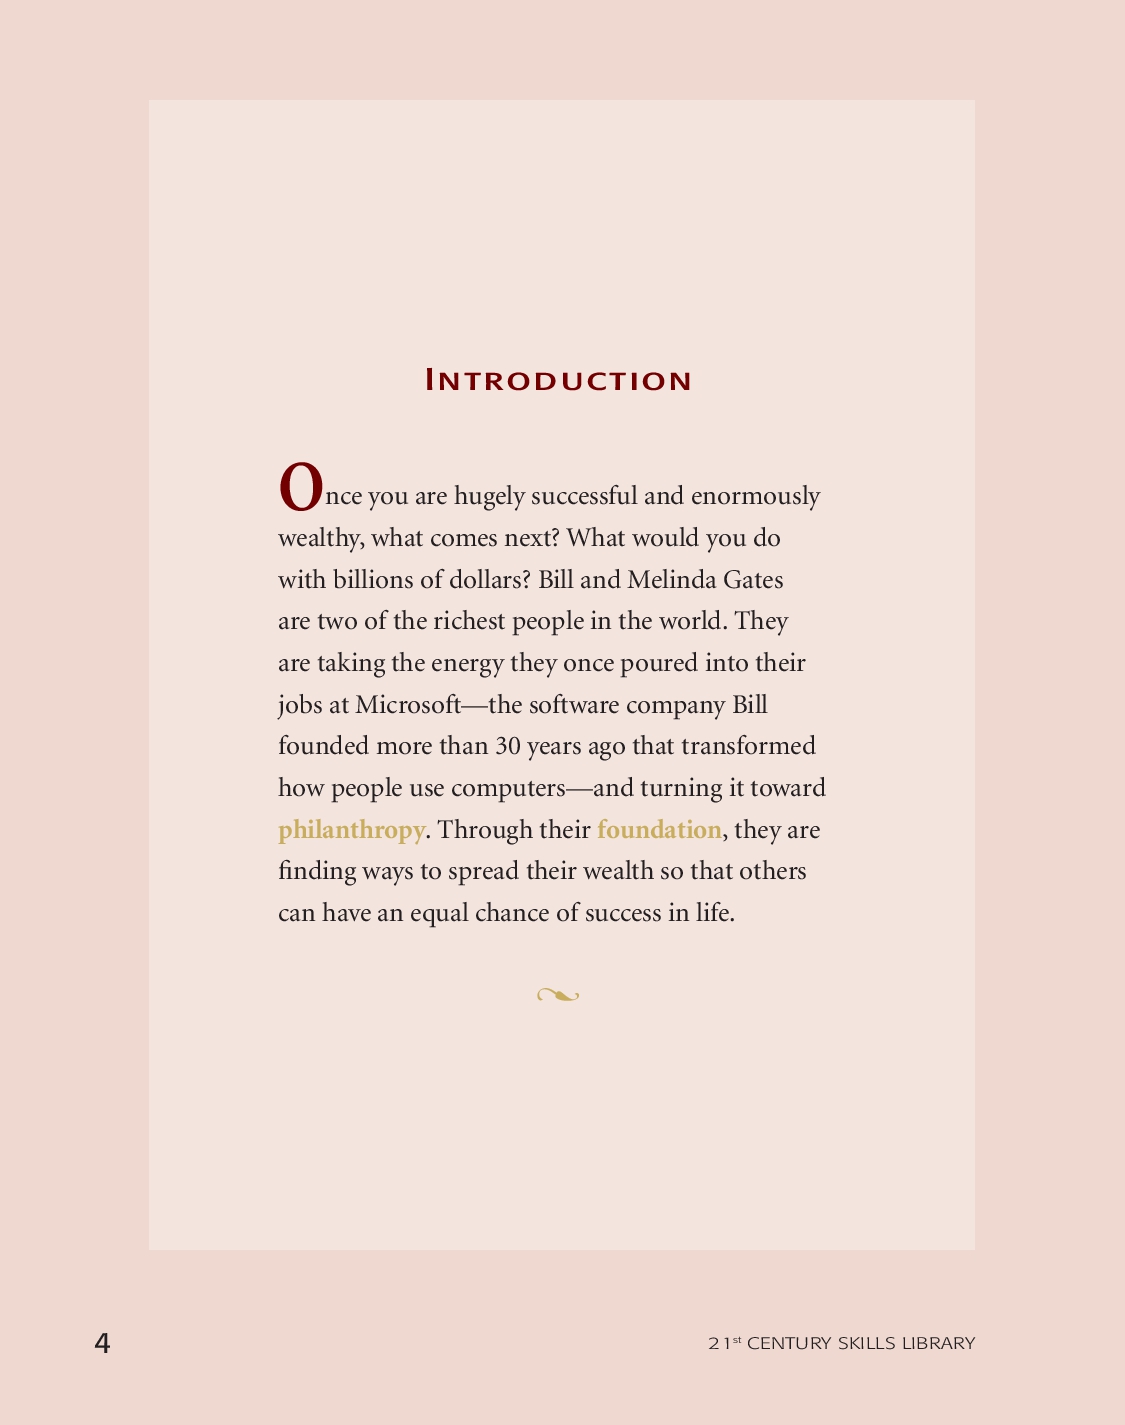 INTRODUCTION
Once you are hugely successful and enormously
wealthy, what comes next? What would you do
with billions of dollars? Bill and Melinda Gates
are two of the richest people in the world. They
are taking the energy they once poured into their
jobs at Microsoft—the software company Bill
founded more than 30 years ago that transformed
how people use computers—and turning it toward
philanthropy. Through their foundation, they are
finding ways to spread their wealth so that others
can have an equal chance of success in life.
4
21st CENTURY SKILLS LIBRARY